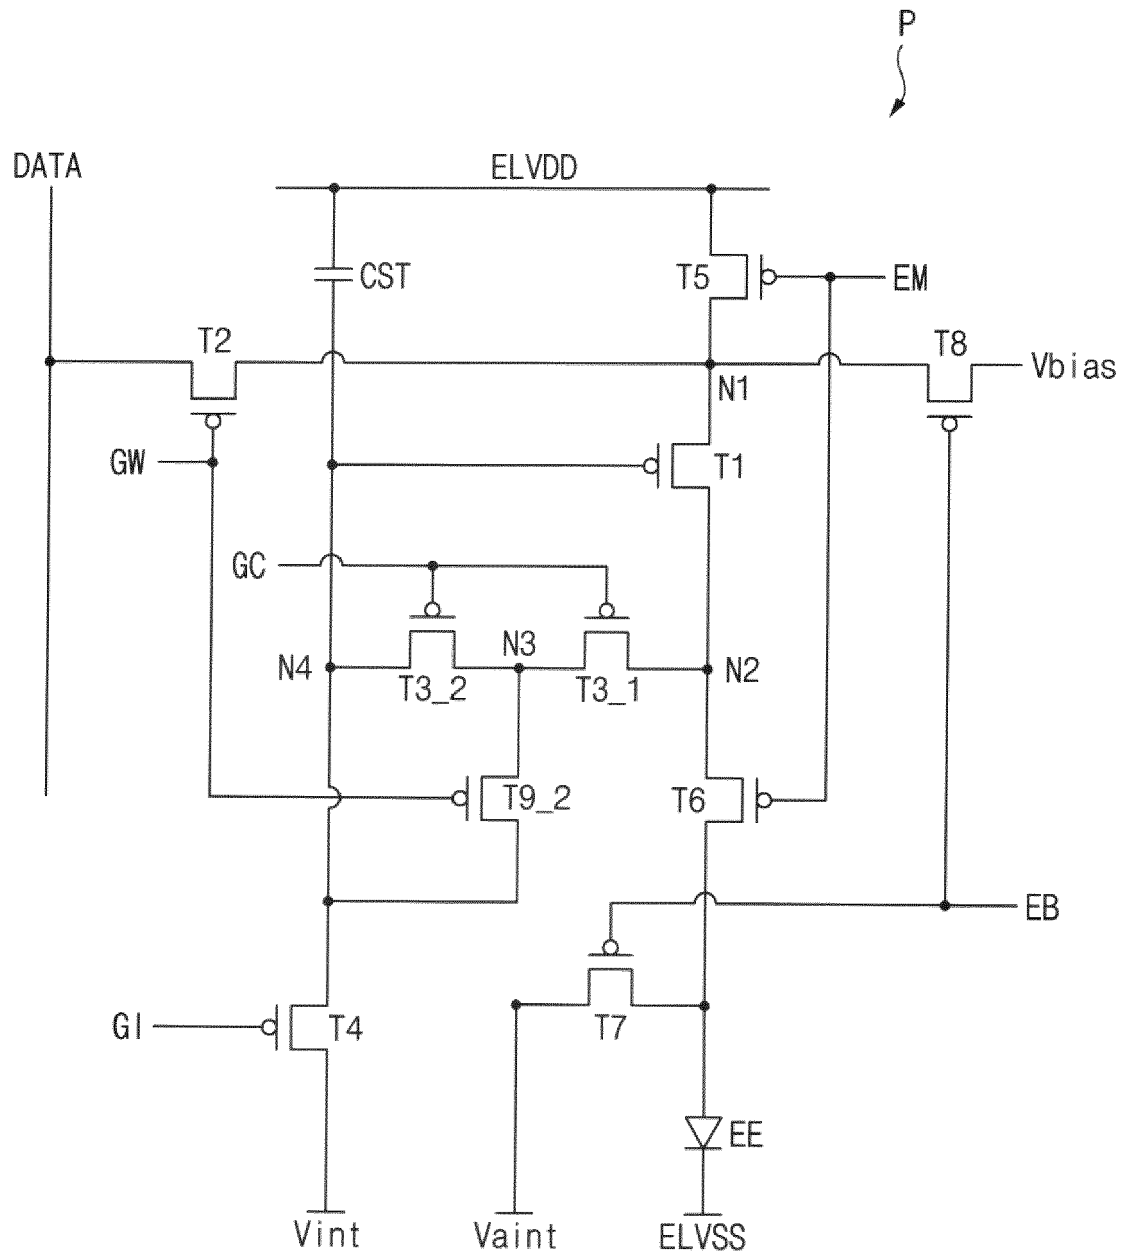 P
DATA
ELVDD
CST
T5
EM
T2
T8
Vbias
N1
GW
T1
GC
N3
N4
N2
T3_2
T3_1
T9_2
T6
EB
GI
T4
T7
EE
Vint
Vaint
ELVSS